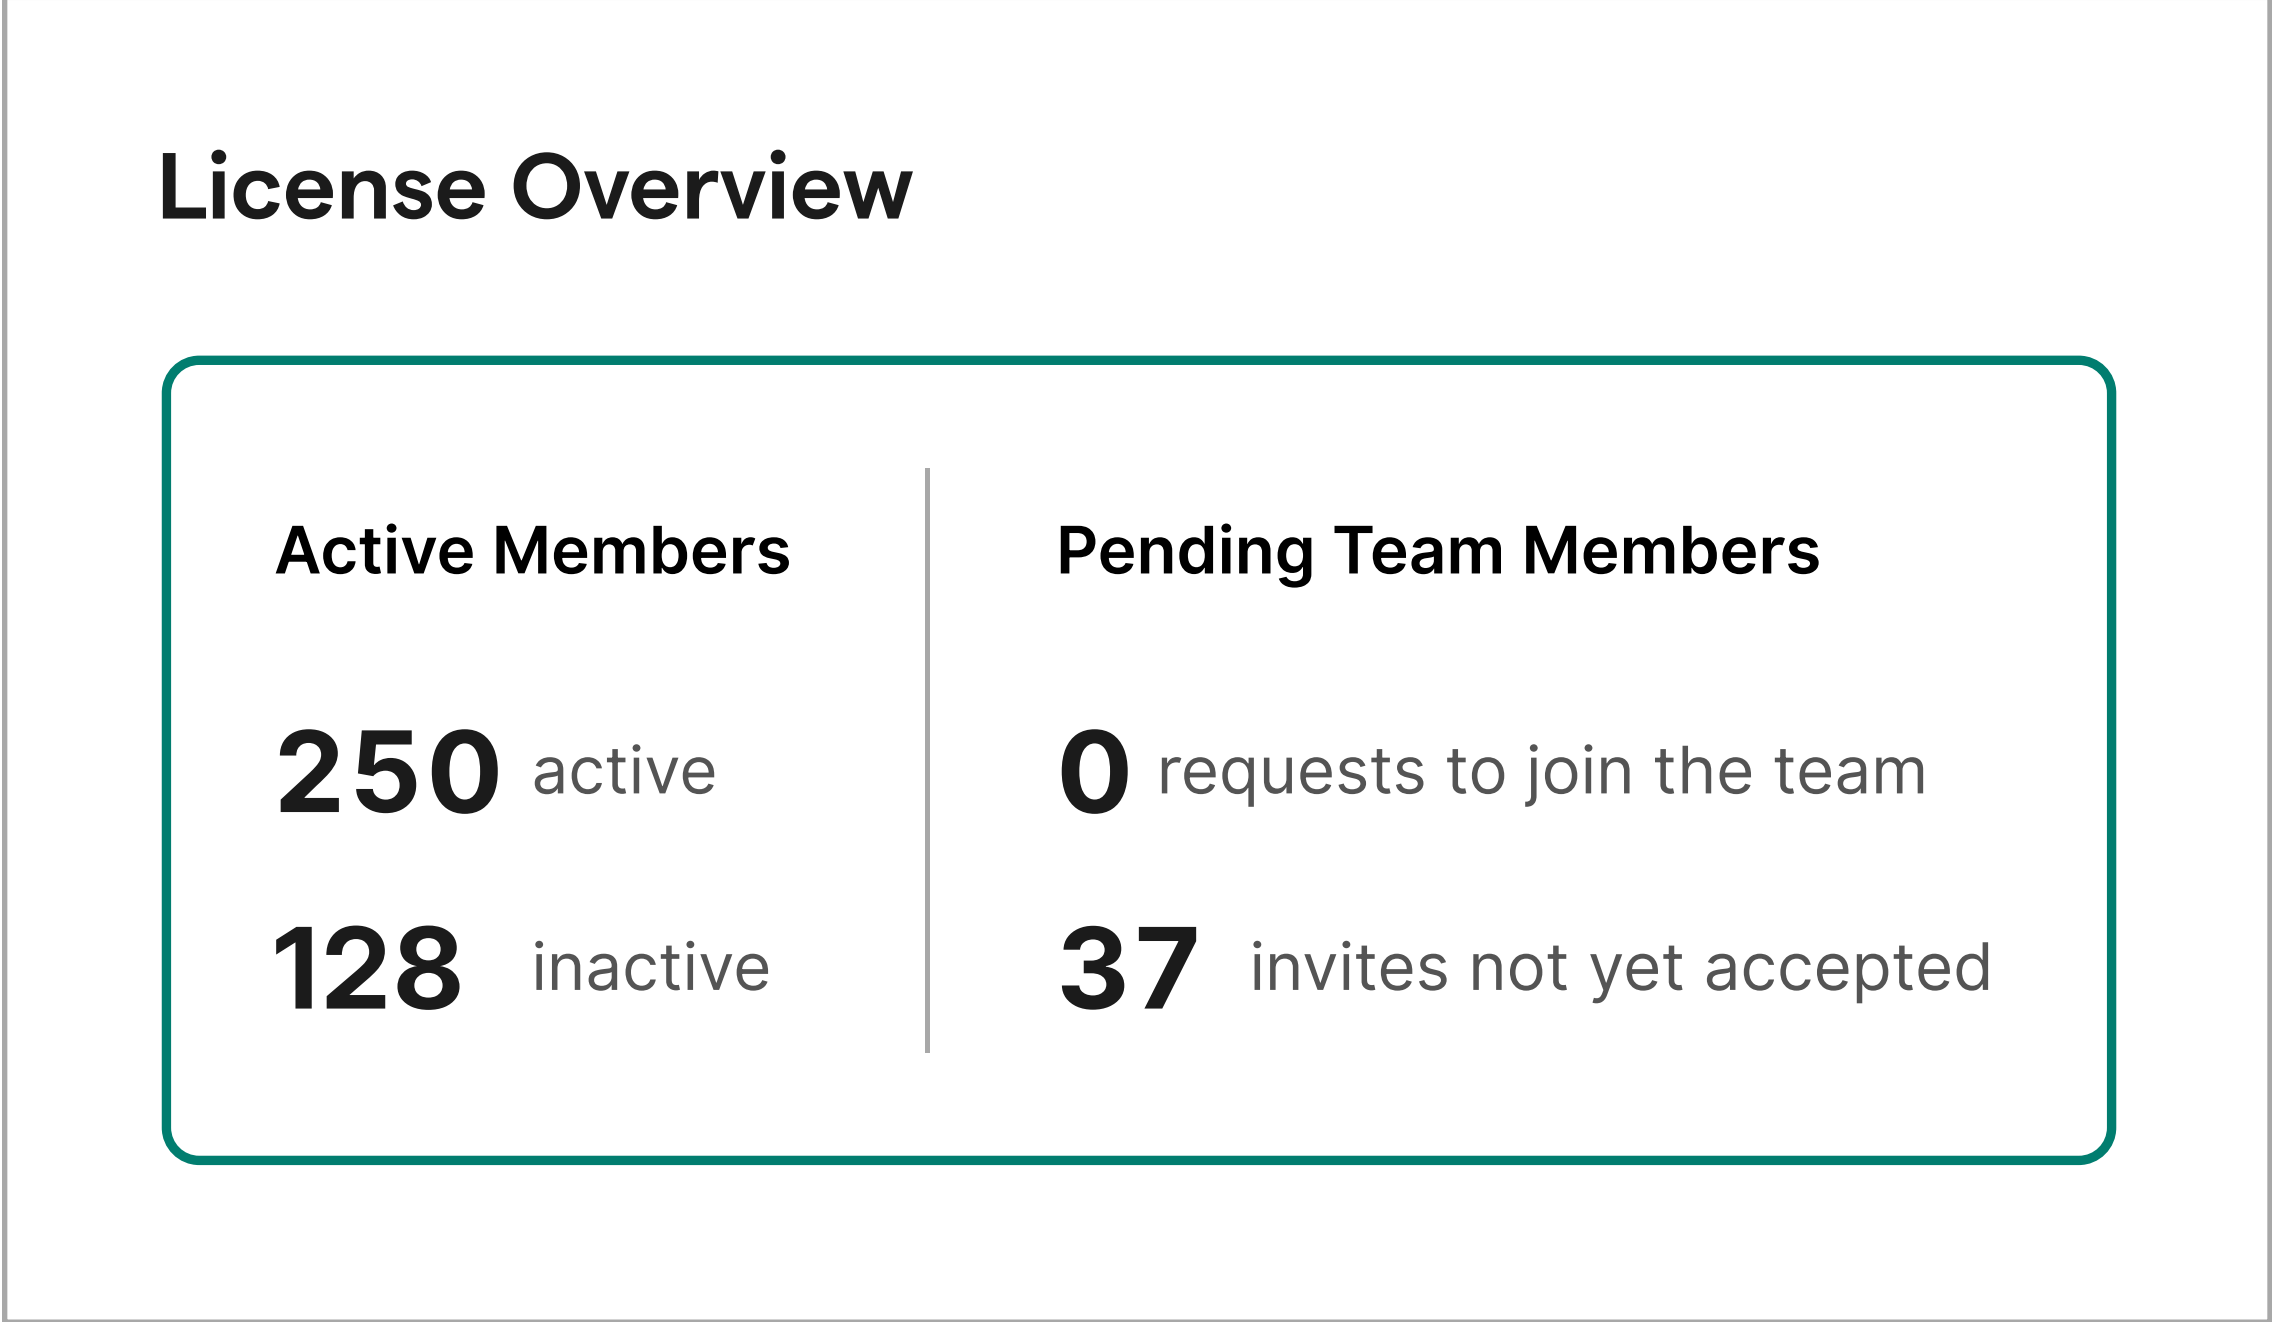 License Overview
Active Members
250 active
128 inactive
Pending Team Members
0 requests to join the team
37 invites not yet accepted